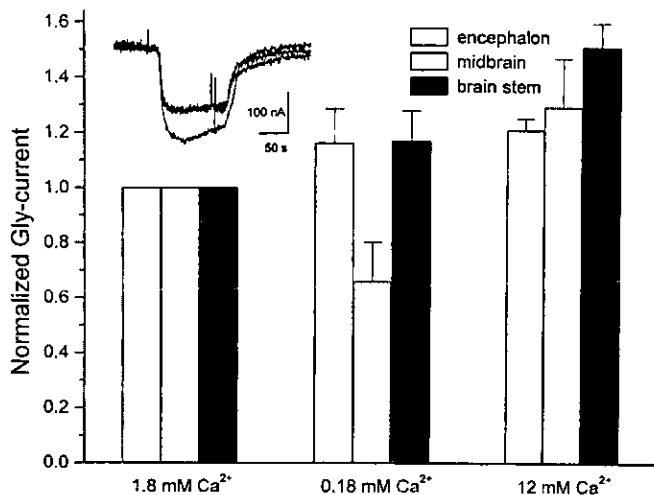 1.6
1.4
1.2
1.0
0.8
0.6
0.4
0.2
0.0
Normalized Gly-current
100 nA
50 s
encephalon
midbrain
brain stem
1.8 mM Ca²⁺
0.18 mM Ca²⁺
12 mM Ca²⁺